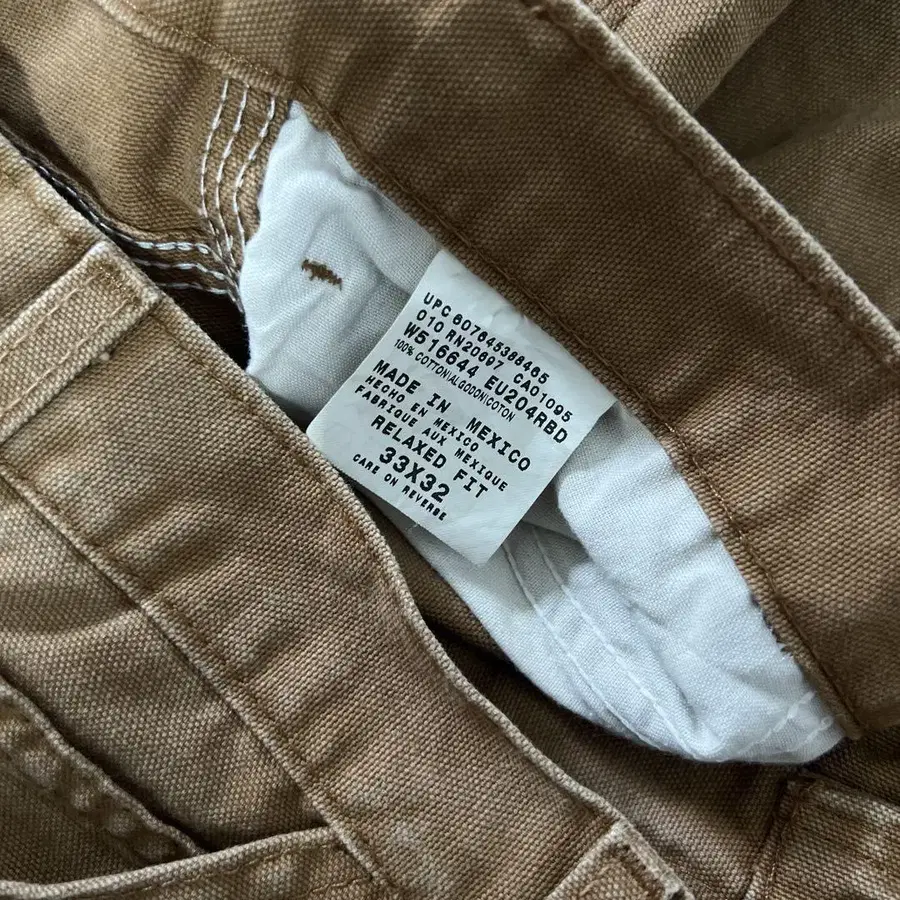 UPC 607645384465
010 RN20697 CA01095
W516644 EU204RBD
100% COTTON|ALGODON|COTON
MADE IN MEXICO
HECHO EN MEXICO
FABRIQUE AUX MEXIQUE
RELAXED FIT
33X32
CARE ON REVERSE